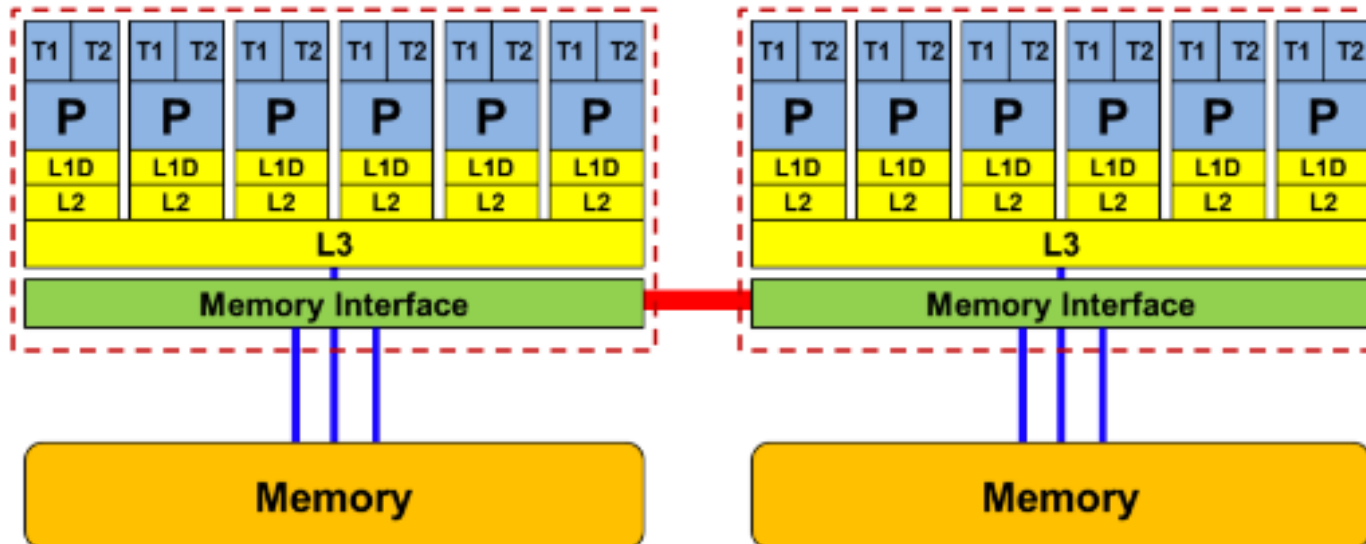 T1 T2 T1 T2 T1 T2 T1 T2 T1 T2 T1 T2 T1 T2 T1 T2 T1 T2 T1 T2 T1 T2 T1 T2
P P P P P P P P P P P P
L1D L1D L1D L1D L1D L1D L1D L1D L1D L1D L1D L1D
L2 L2 L2 L2 L2 L2 L2 L2 L2 L2 L2 L2
L3 L3
Memory Interface Memory Interface
Memory Memory